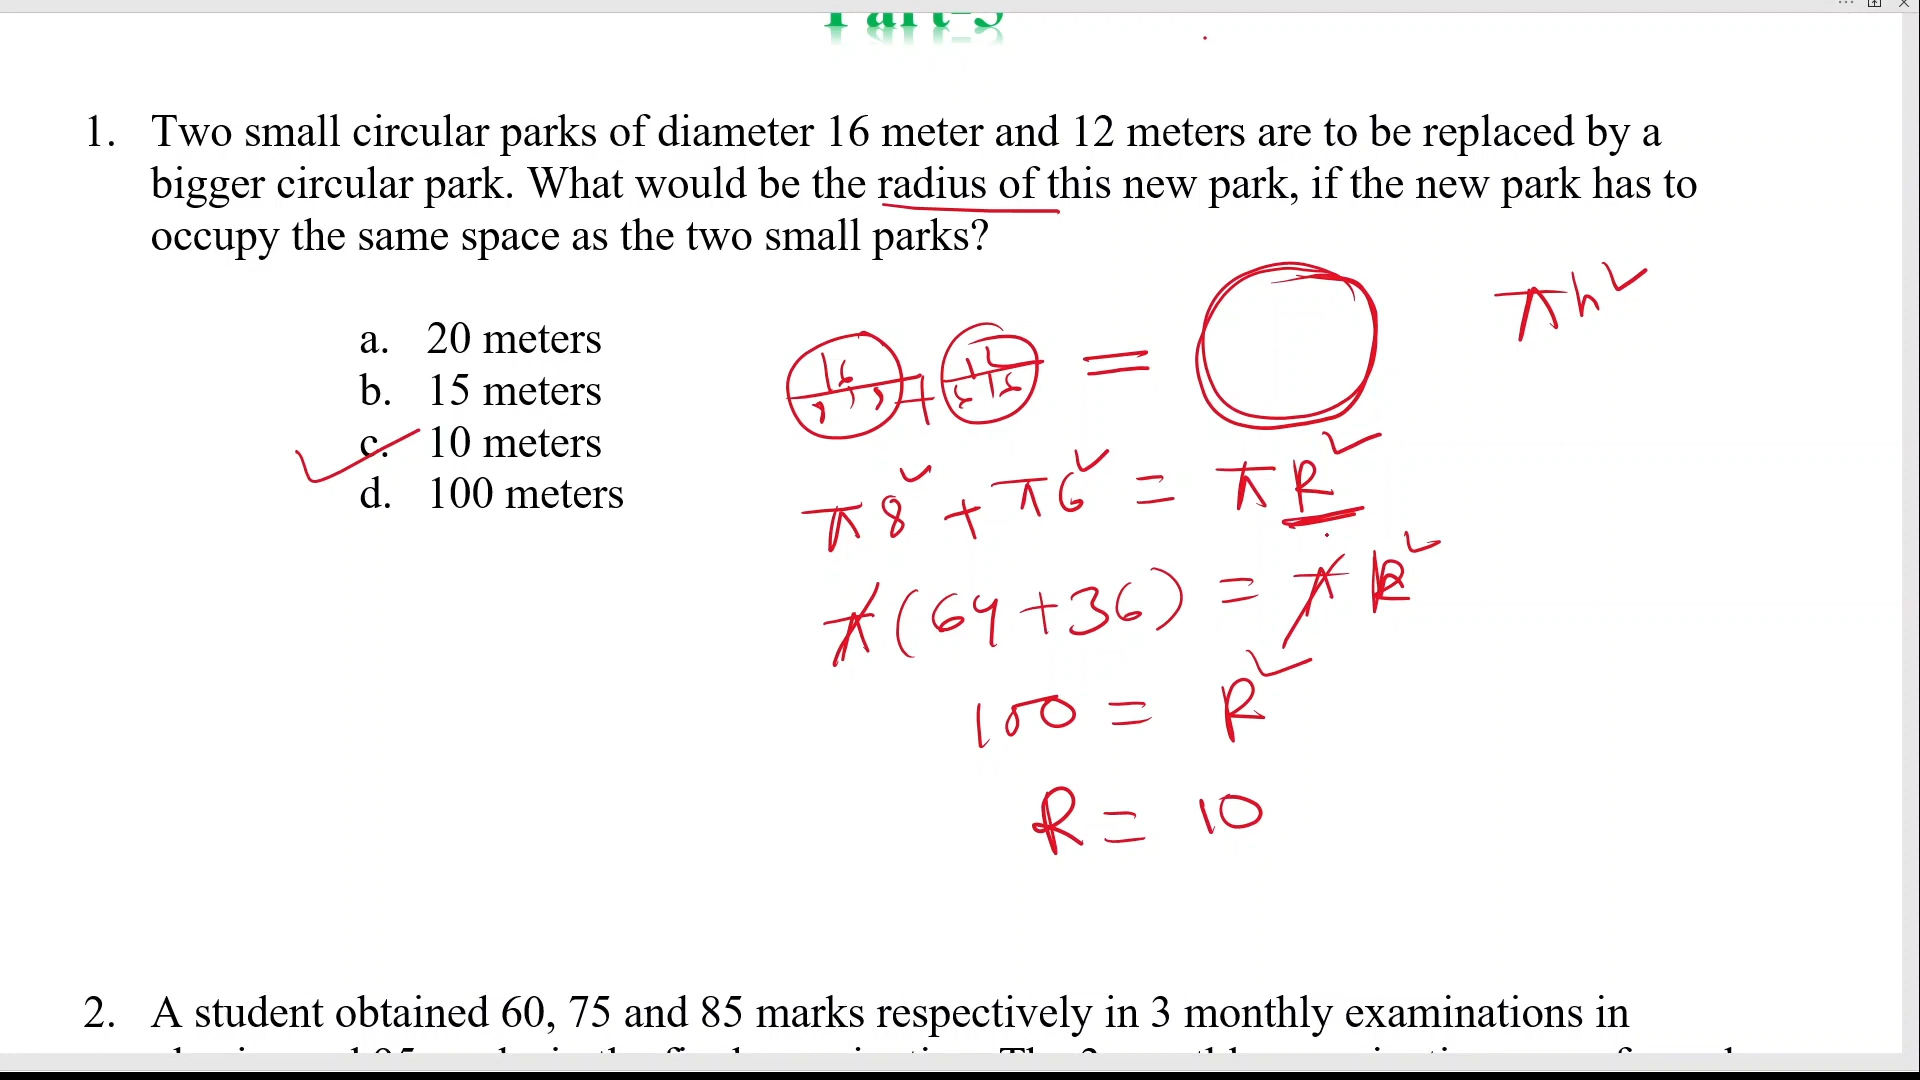 Part-3
1. Two small circular parks of diameter 16 meter and 12 meters are to be replaced by a
bigger circular park. What would be the radius of this new park, if the new park has to
occupy the same space as the two small parks?
πr²
a. 20 meters
b. 15 meters
c. 10 meters
d. 100 meters
16 + 12 =
π8² + π6² = πR²
π(64+36) = πR²
100 = R²
R = 10
2. A student obtained 60, 75 and 85 marks respectively in 3 monthly examinations in